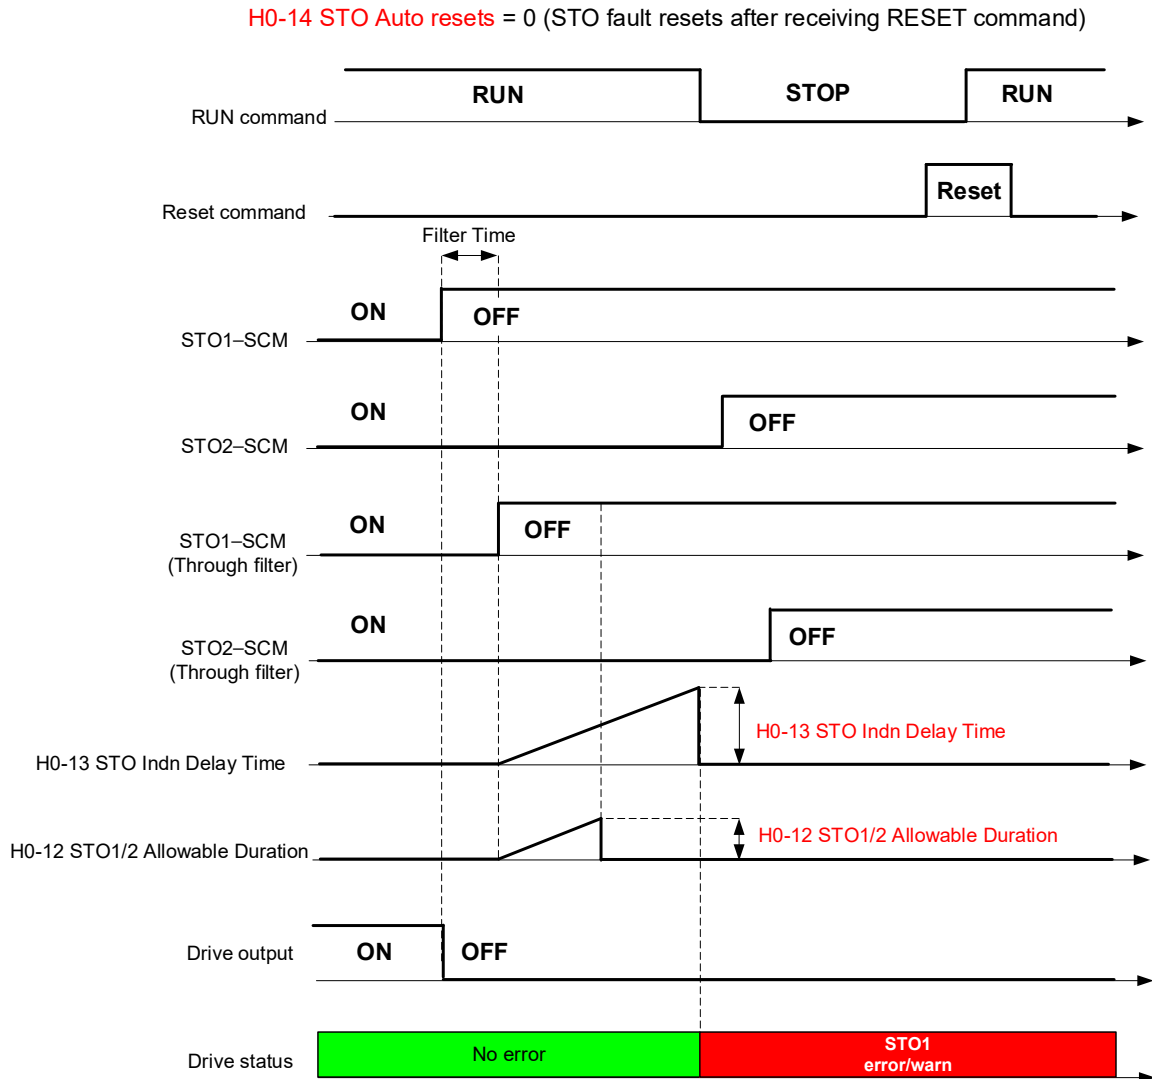 H0-14 STO Auto resets = 0 (STO fault resets after receiving RESET command)
RUN
STOP
RUN
RUN command
Reset
Reset command
Filter Time
ON
OFF
STO1–SCM
ON
OFF
STO2–SCM
ON
OFF
STO1–SCM
(Through filter)
ON
OFF
STO2–SCM
(Through filter)
H0-13 STO Indn Delay Time
H0-13 STO Indn Delay Time
H0-12 STO1/2 Allowable Duration
H0-12 STO1/2 Allowable Duration
Drive output
ON
OFF
Drive status
No error
STO1
error/warn